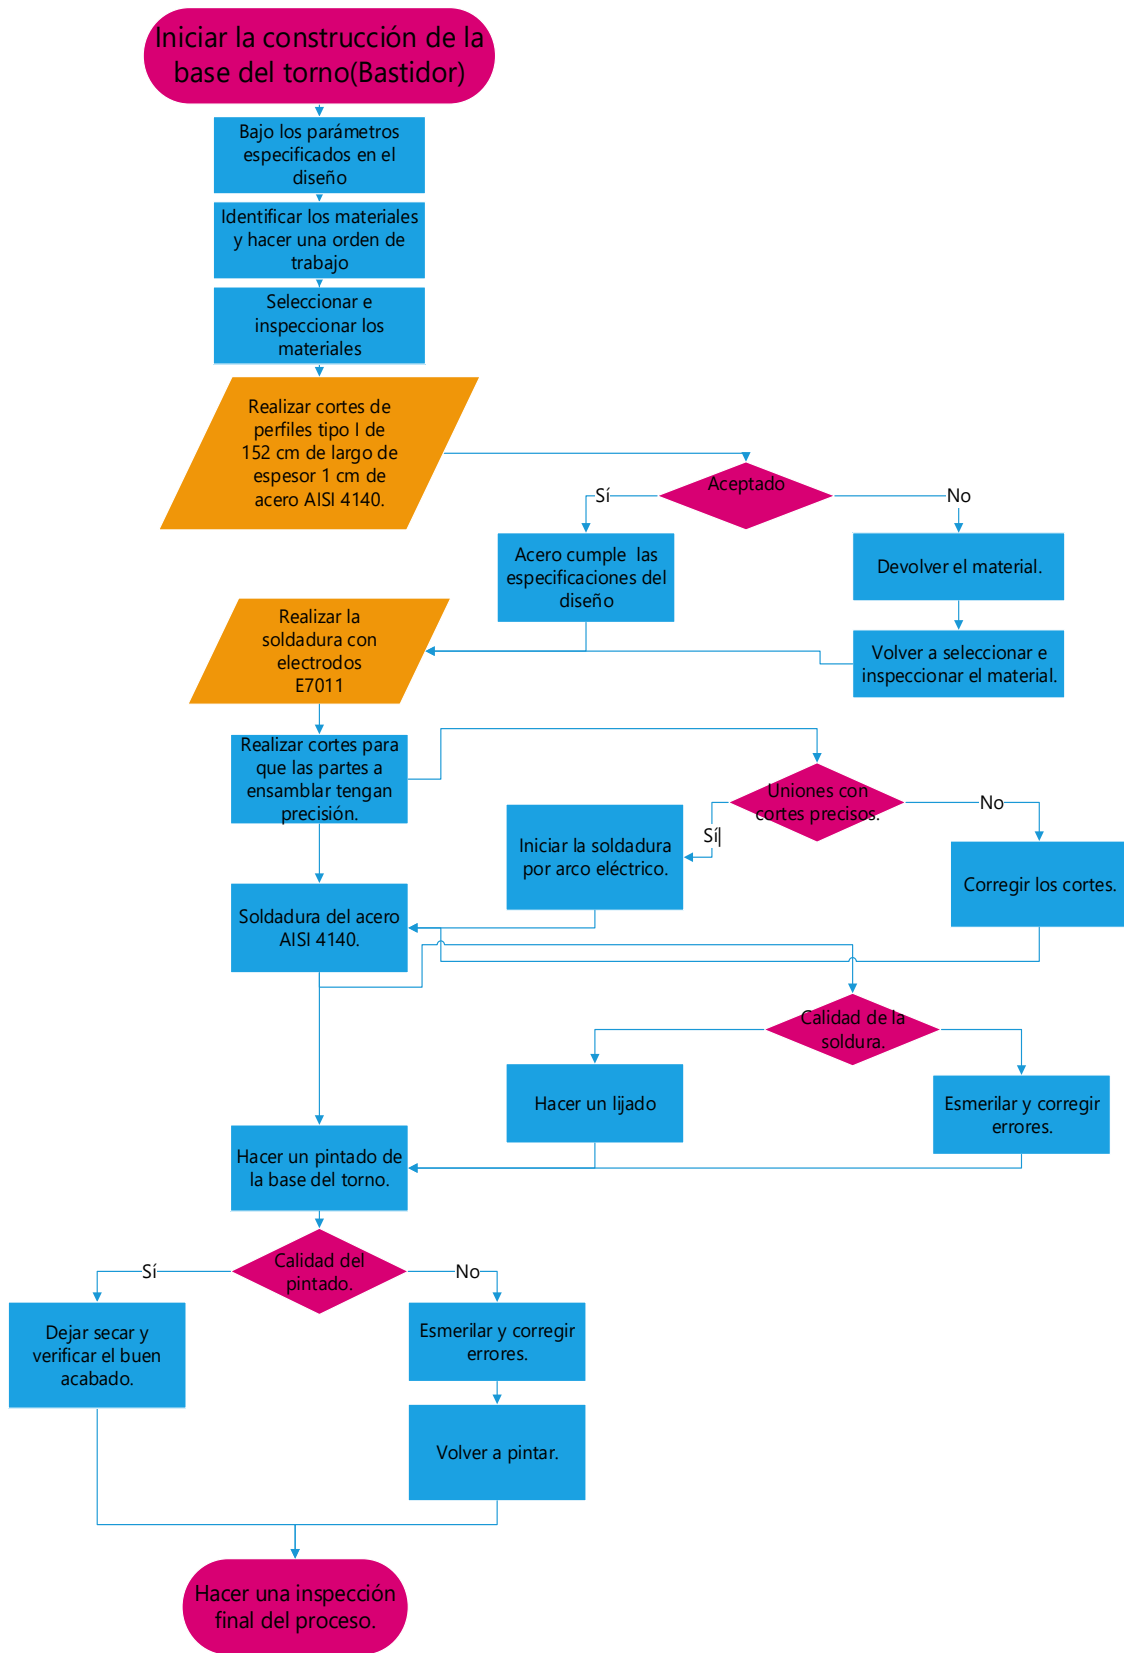 Iniciar la construcción de la
base del torno(Bastidor)
Bajo los parámetros
especificados en el
diseño
Identificar los materiales
y hacer una orden de
trabajo
Seleccionar e
inspeccionar los
materiales
Realizar cortes de
perfiles tipo I de
152 cm de largo de
espesor 1 cm de
acero AISI 4140.
Aceptado
Sí
No
Acero cumple las
especificaciones del
diseño
Devolver el material.
Volver a seleccionar e
inspeccionar el material.
Realizar la
soldadura con
electrodos
E7011
Realizar cortes para
que las partes a
ensamblar tengan
precisión.
Uniones con
cortes precisos.
Sí
No
Iniciar la soldadura
por arco eléctrico.
Corregir los cortes.
Soldadura del acero
AISI 4140.
Calidad de la
soldura.
Hacer un lijado
Esmerilar y corregir
errores.
Hacer un pintado de
la base del torno.
Calidad del
pintado.
Sí
No
Dejar secar y
verificar el buen
acabado.
Esmerilar y corregir
errores.
Volver a pintar.
Hacer una inspección
final del proceso.